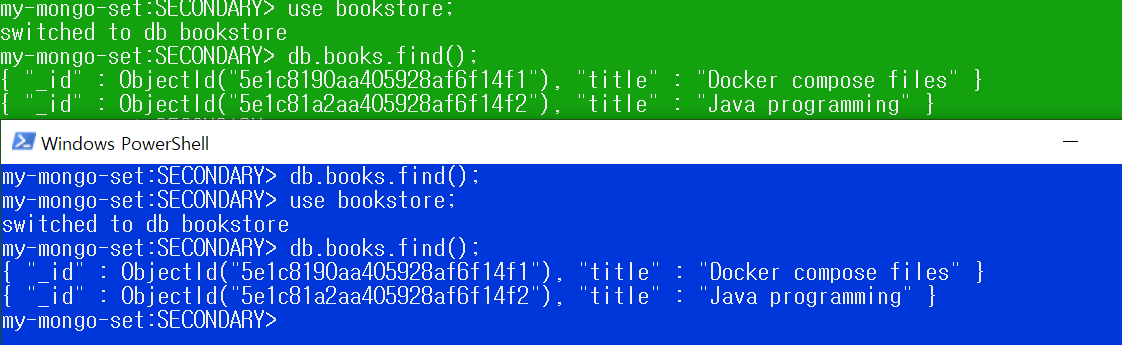 my-mongo-set:SECONDARY> use bookstore;
switched to db bookstore
my-mongo-set:SECONDARY> db.books.find();
{ "_id" : ObjectId("5e1c8190aa405928af6f14f1"), "title" : "Docker compose files" }
{ "_id" : ObjectId("5e1c81a2aa405928af6f14f2"), "title" : "Java programming" }
Windows PowerShell
my-mongo-set:SECONDARY> db.books.find();
my-mongo-set:SECONDARY> use bookstore;
switched to db bookstore
my-mongo-set:SECONDARY> db.books.find();
{ "_id" : ObjectId("5e1c8190aa405928af6f14f1"), "title" : "Docker compose files" }
{ "_id" : ObjectId("5e1c81a2aa405928af6f14f2"), "title" : "Java programming" }
my-mongo-set:SECONDARY>